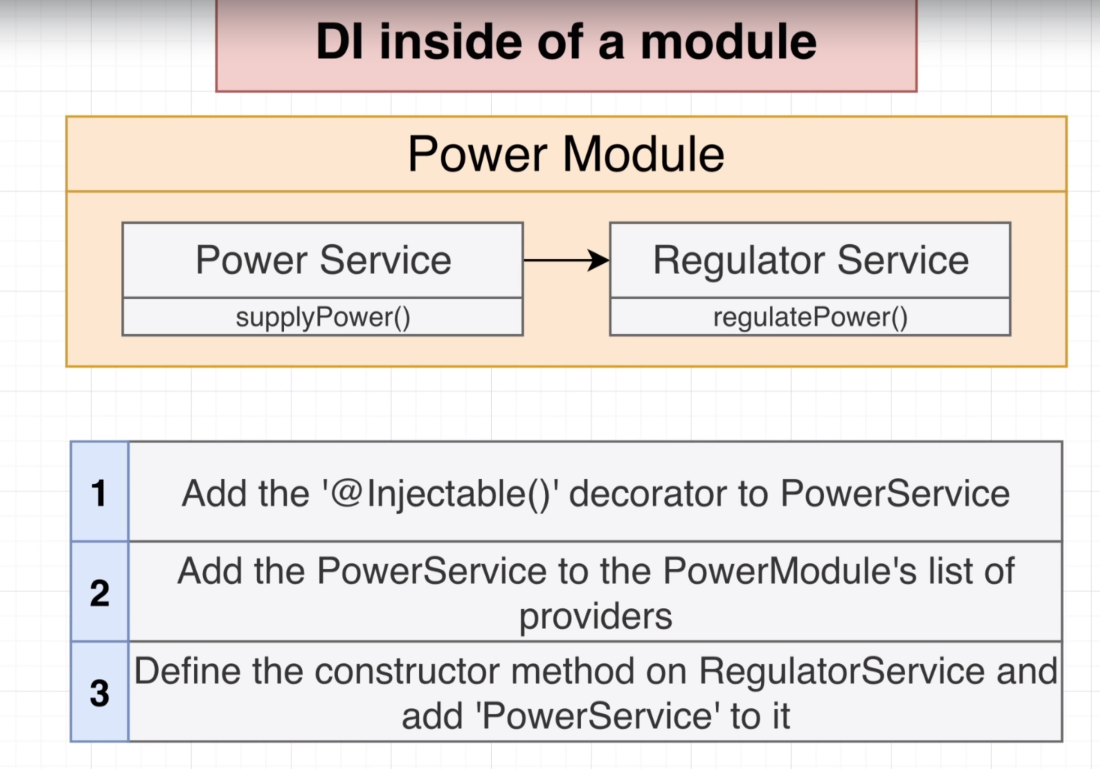 DI inside of a module
Power Module
Power Service
supplyPower()
Regulator Service
regulatePower()
1
Add the '@Injectable()' decorator to PowerService
2
Add the PowerService to the PowerModule's list of
providers
3
Define the constructor method on RegulatorService and
add 'PowerService' to it